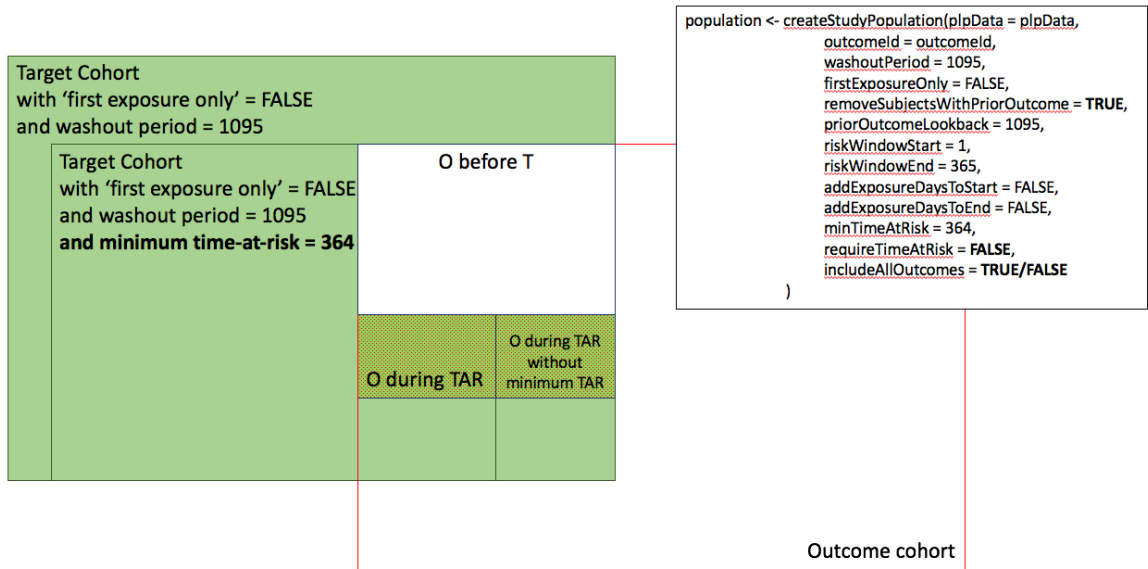 Target Cohort
with ‘first exposure only’ = FALSE
and washout period = 1095
Target Cohort
with ‘first exposure only’ = FALSE
and washout period = 1095
and minimum time-at-risk = 364
O before T
O during TAR
O during TAR
without
minimum TAR
population <- createStudyPopulation(plpData = plpData,
outcomeId = outcomeId,
washoutPeriod = 1095,
firstExposureOnly = FALSE,
removeSubjectsWithPriorOutcome = TRUE,
priorOutcomeLookback = 1095,
riskWindowStart = 1,
riskWindowEnd = 365,
addExposureDaysToStart = FALSE,
addExposureDaysToEnd = FALSE,
minTimeAtRisk = 364,
requireTimeAtRisk = FALSE,
includeAllOutcomes = TRUE/FALSE
)
Outcome cohort